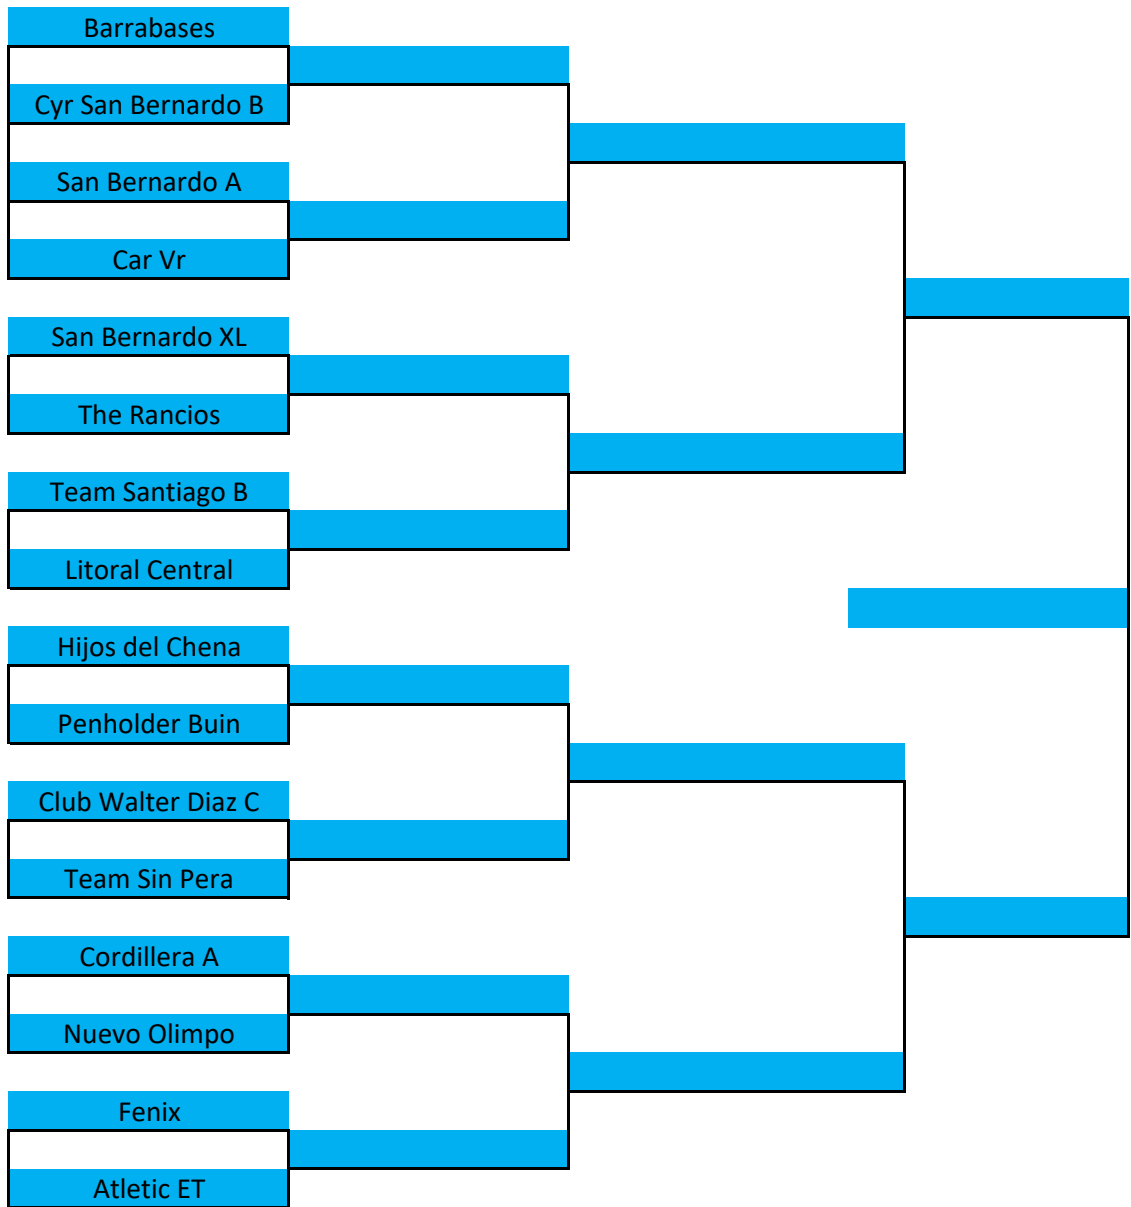 Barrabases
Cyr San Bernardo B
San Bernardo A
Car Vr
San Bernardo XL
The Rancios
Team Santiago B
Litoral Central
Hijos del Chena
Penholder Buin
Club Walter Diaz C
Team Sin Pera
Cordillera A
Nuevo Olimpo
Fenix
Atletic ET